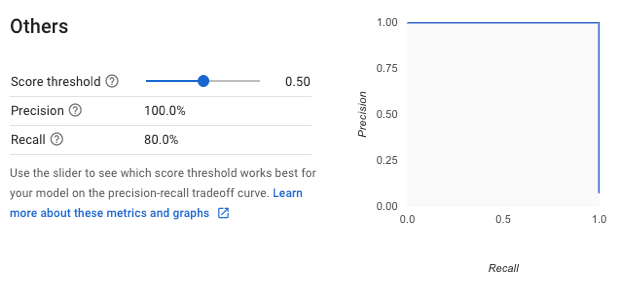 Others
Score threshold 0.50
Precision 100.0%
Recall 80.0%
Use the slider to see which score threshold works best for
your model on the precision-recall tradeoff curve. Learn
more about these metrics and graphs
1.00
0.75
0.50
0.25
0.00
Precision
0.0 0.5 1.0
Recall